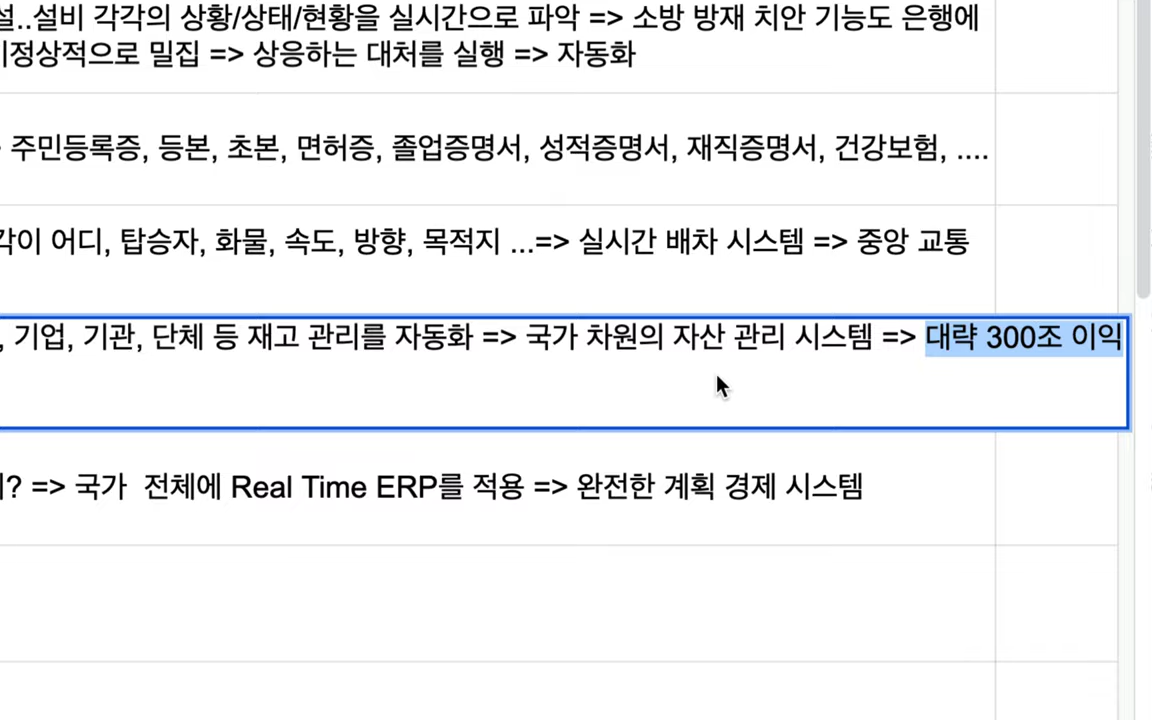 설..설비 각각의 상황/상태/현황을 실시간으로 파악 => 소방 방재 치안 기능도 은행에
비정상적으로 밀집 => 상응하는 대처를 실행 => 자동화
주민등록증, 등본, 초본, 면허증, 졸업증명서, 성적증명서, 재직증명서, 건강보험, ....
각이 어디, 탑승자, 화물, 속도, 방향, 목적지 ...=> 실시간 배차 시스템 => 중앙 교통
, 기업, 기관, 단체 등 재고 관리를 자동화 => 국가 차원의 자산 관리 시스템 => 대략 300조 이익
? => 국가 전체에 Real Time ERP를 적용 => 완전한 계획 경제 시스템